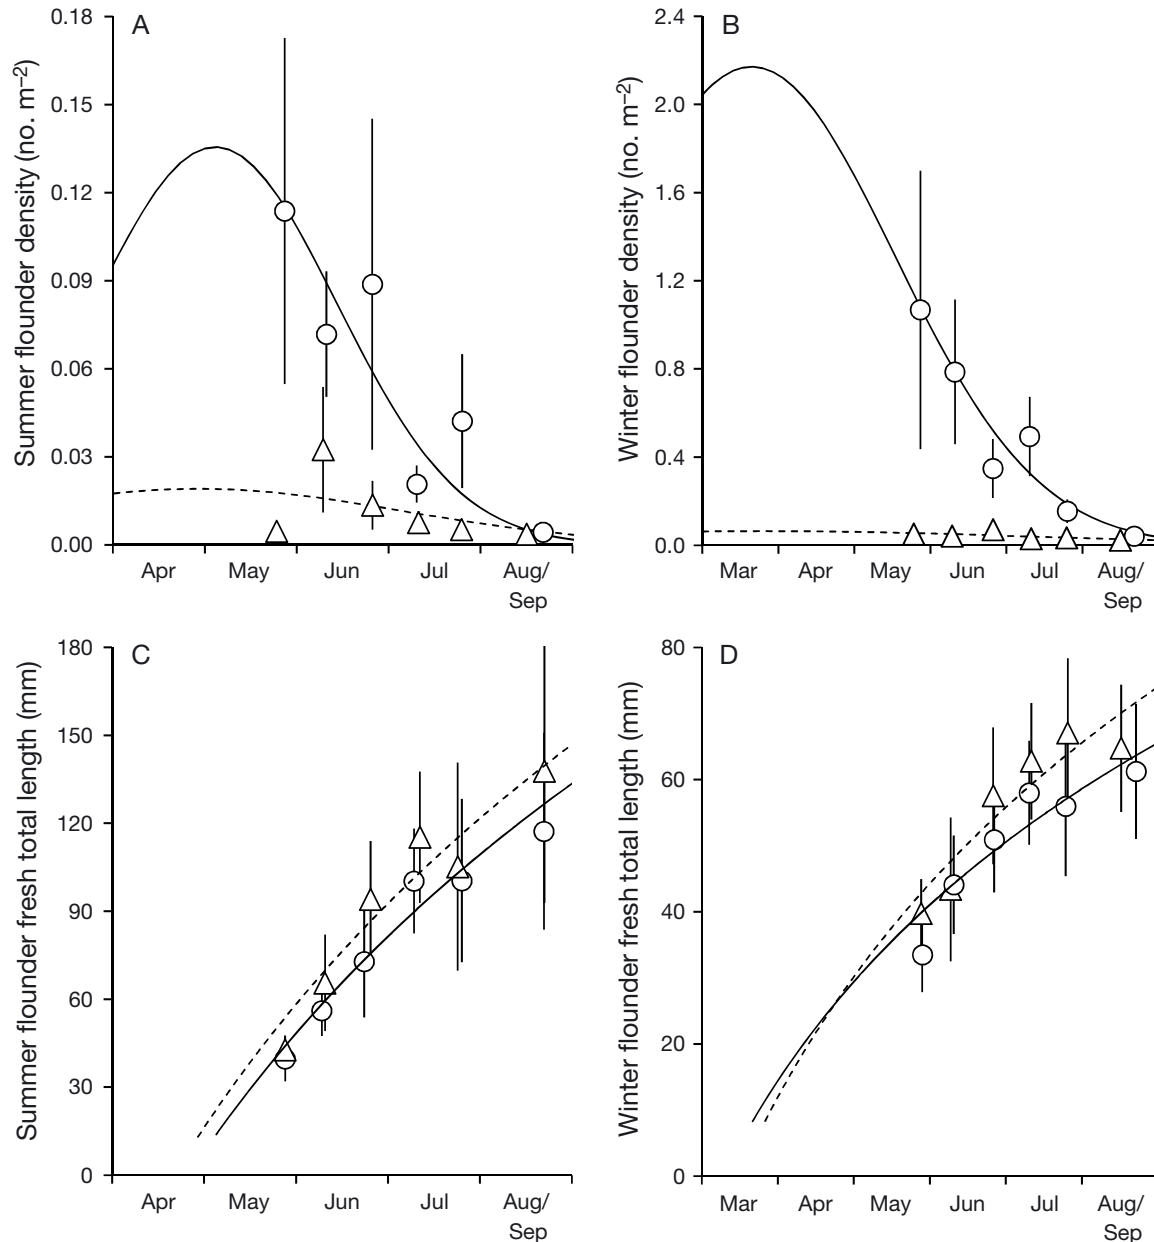 A
Summer flounder density (no. m⁻²)
0.18
0.15
0.12
0.09
0.06
0.03
0.00
Apr May Jun Jul Aug/
Sep
B
Winter flounder density (no. m⁻²)
2.4
2.0
1.6
1.2
0.8
0.4
0.0
Mar Apr May Jun Jul Aug/
Sep
C
Summer flounder fresh total length (mm)
180
150
120
90
60
30
0
Apr May Jun Jul Aug/
Sep
D
Winter flounder fresh total length (mm)
80
60
40
20
0
Mar Apr May Jun Jul Aug/
Sep